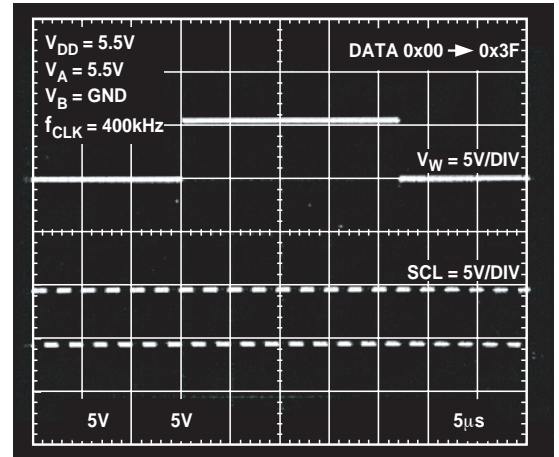 V_DD = 5.5V
V_A = 5.5V
V_B = GND
f_CLK = 400kHz
DATA 0x00 → 0x3F
V_W = 5V/DIV
SCL = 5V/DIV
5V 5V 5μs